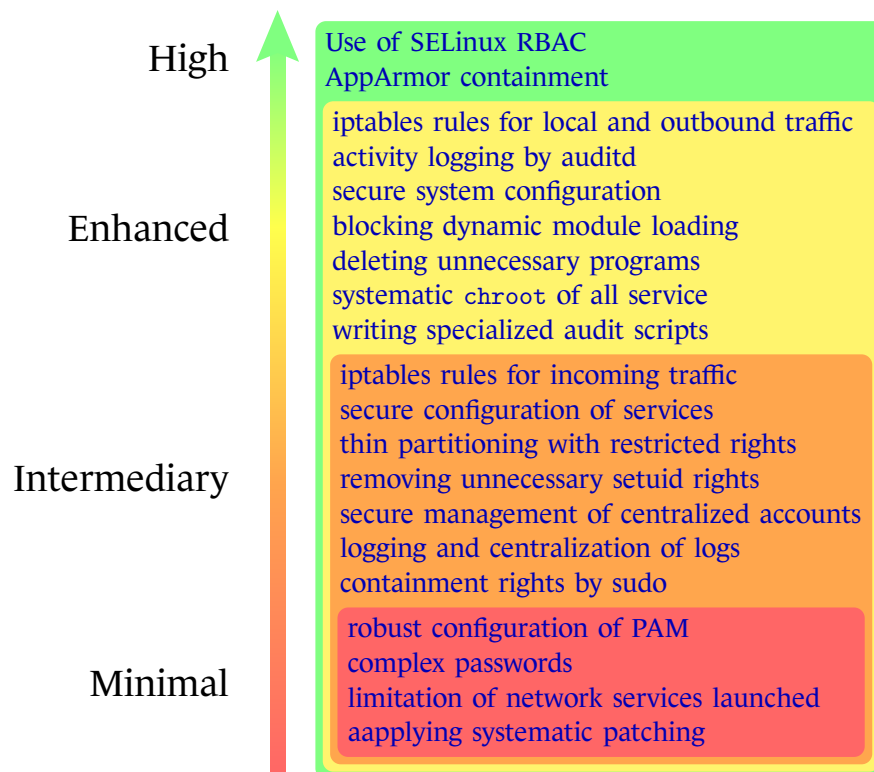 High
Use of SELinux RBAC
AppArmor containment
Enhanced
iptables rules for local and outbound traffic
activity logging by auditd
secure system configuration
blocking dynamic module loading
deleting unnecessary programs
systematic chroot of all service
writing specialized audit scripts
Intermediary
iptables rules for incoming traffic
secure configuration of services
thin partitioning with restricted rights
removing unnecessary setuid rights
secure management of centralized accounts
logging and centralization of logs
containment rights by sudo
Minimal
robust configuration of PAM
complex passwords
limitation of network services launched
aapplying systematic patching